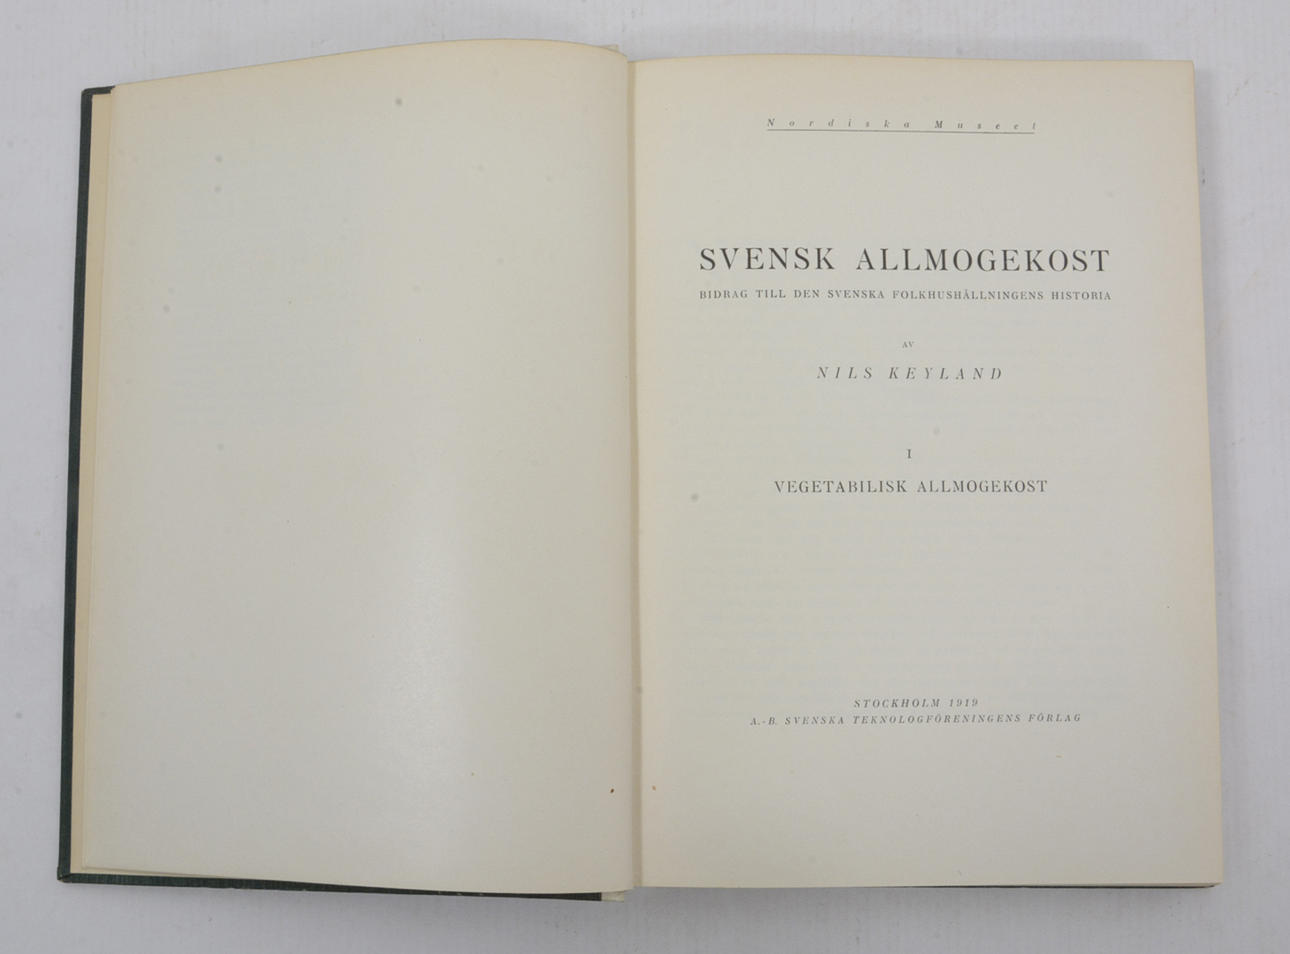 Nordiska Museet
SVENSK ALLMOGEKOST
BIDRAG TILL DEN SVENSKA FOLKHUSHÅLLNINGENS HISTORIA
AV
NILS KEYLAND
I
VEGETABILISK ALLMOGEKOST
STOCKHOLM 1919
A.-B. SVENSKA TEKNOLOGFÖRENINGENS FÖRLAG